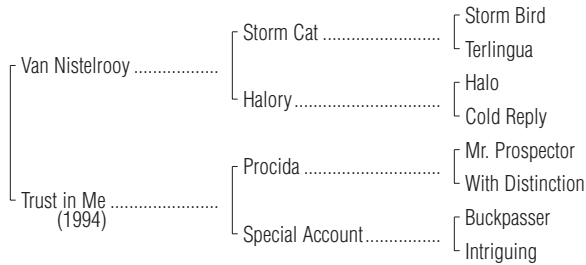 Storm Bird
Storm Cat ........................
Terlingua
Van Nistelrooy .................
Halo
Halory ..............................
Cold Reply
Mr. Prospector
Procida ............................
With Distinction
Trust in Me ......................
(1994)
Buckpasser
Special Account ...............
Intriguing